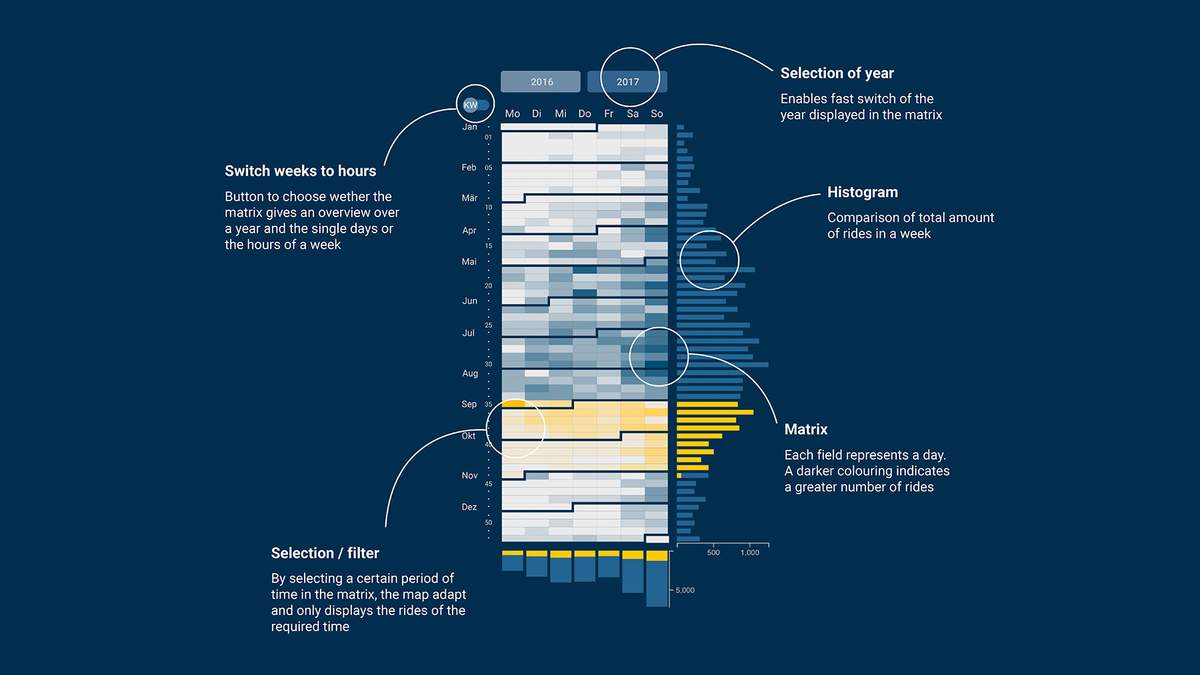 2016
2017
Selection of year
Enables fast switch of the
year displayed in the matrix
KW
Mo Di Mi Do Fr Sa So
Jan
01
Feb
05
Mär
10
Apr
15
Mai
20
Jun
25
Jul
30
Aug
Sep
35
Okt
40
Nov
45
Dez
50
Switch weeks to hours
Button to choose wether the
matrix gives an overview over
a year and the single days or
the hours of a week
Histogram
Comparison of total amount
of rides in a week
Matrix
Each field represents a day.
A darker colouring indicates
a greater number of rides
500 1,000
5,000
Selection / filter
By selecting a certain period of
time in the matrix, the map adapt
and only displays the rides of the
required time